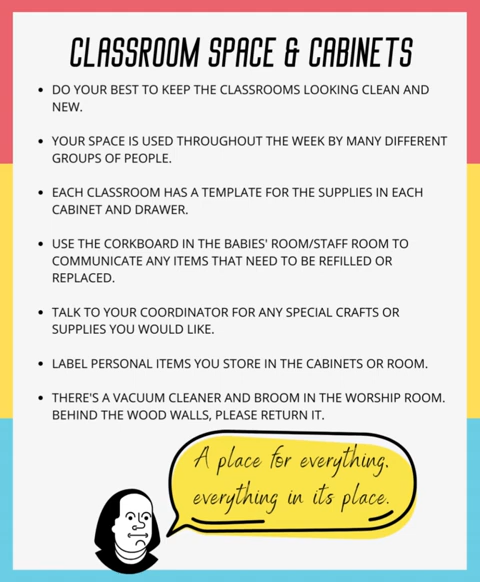 CLASSROOM SPACE & CABINETS
• DO YOUR BEST TO KEEP THE CLASSROOMS LOOKING CLEAN AND
NEW.
• YOUR SPACE IS USED THROUGHOUT THE WEEK BY MANY DIFFERENT
GROUPS OF PEOPLE.
• EACH CLASSROOM HAS A TEMPLATE FOR THE SUPPLIES IN EACH
CABINET AND DRAWER.
• USE THE CORKBOARD IN THE BABIES' ROOM/STAFF ROOM TO
COMMUNICATE ANY ITEMS THAT NEED TO BE REFILLED OR
REPLACED.
• TALK TO YOUR COORDINATOR FOR ANY SPECIAL CRAFTS OR
SUPPLIES YOU WOULD LIKE.
• LABEL PERSONAL ITEMS YOU STORE IN THE CABINETS OR ROOM.
• THERE'S A VACUUM CLEANER AND BROOM IN THE WORSHIP ROOM.
BEHIND THE WOOD WALLS, PLEASE RETURN IT.
A place for everything,
everything in its place.